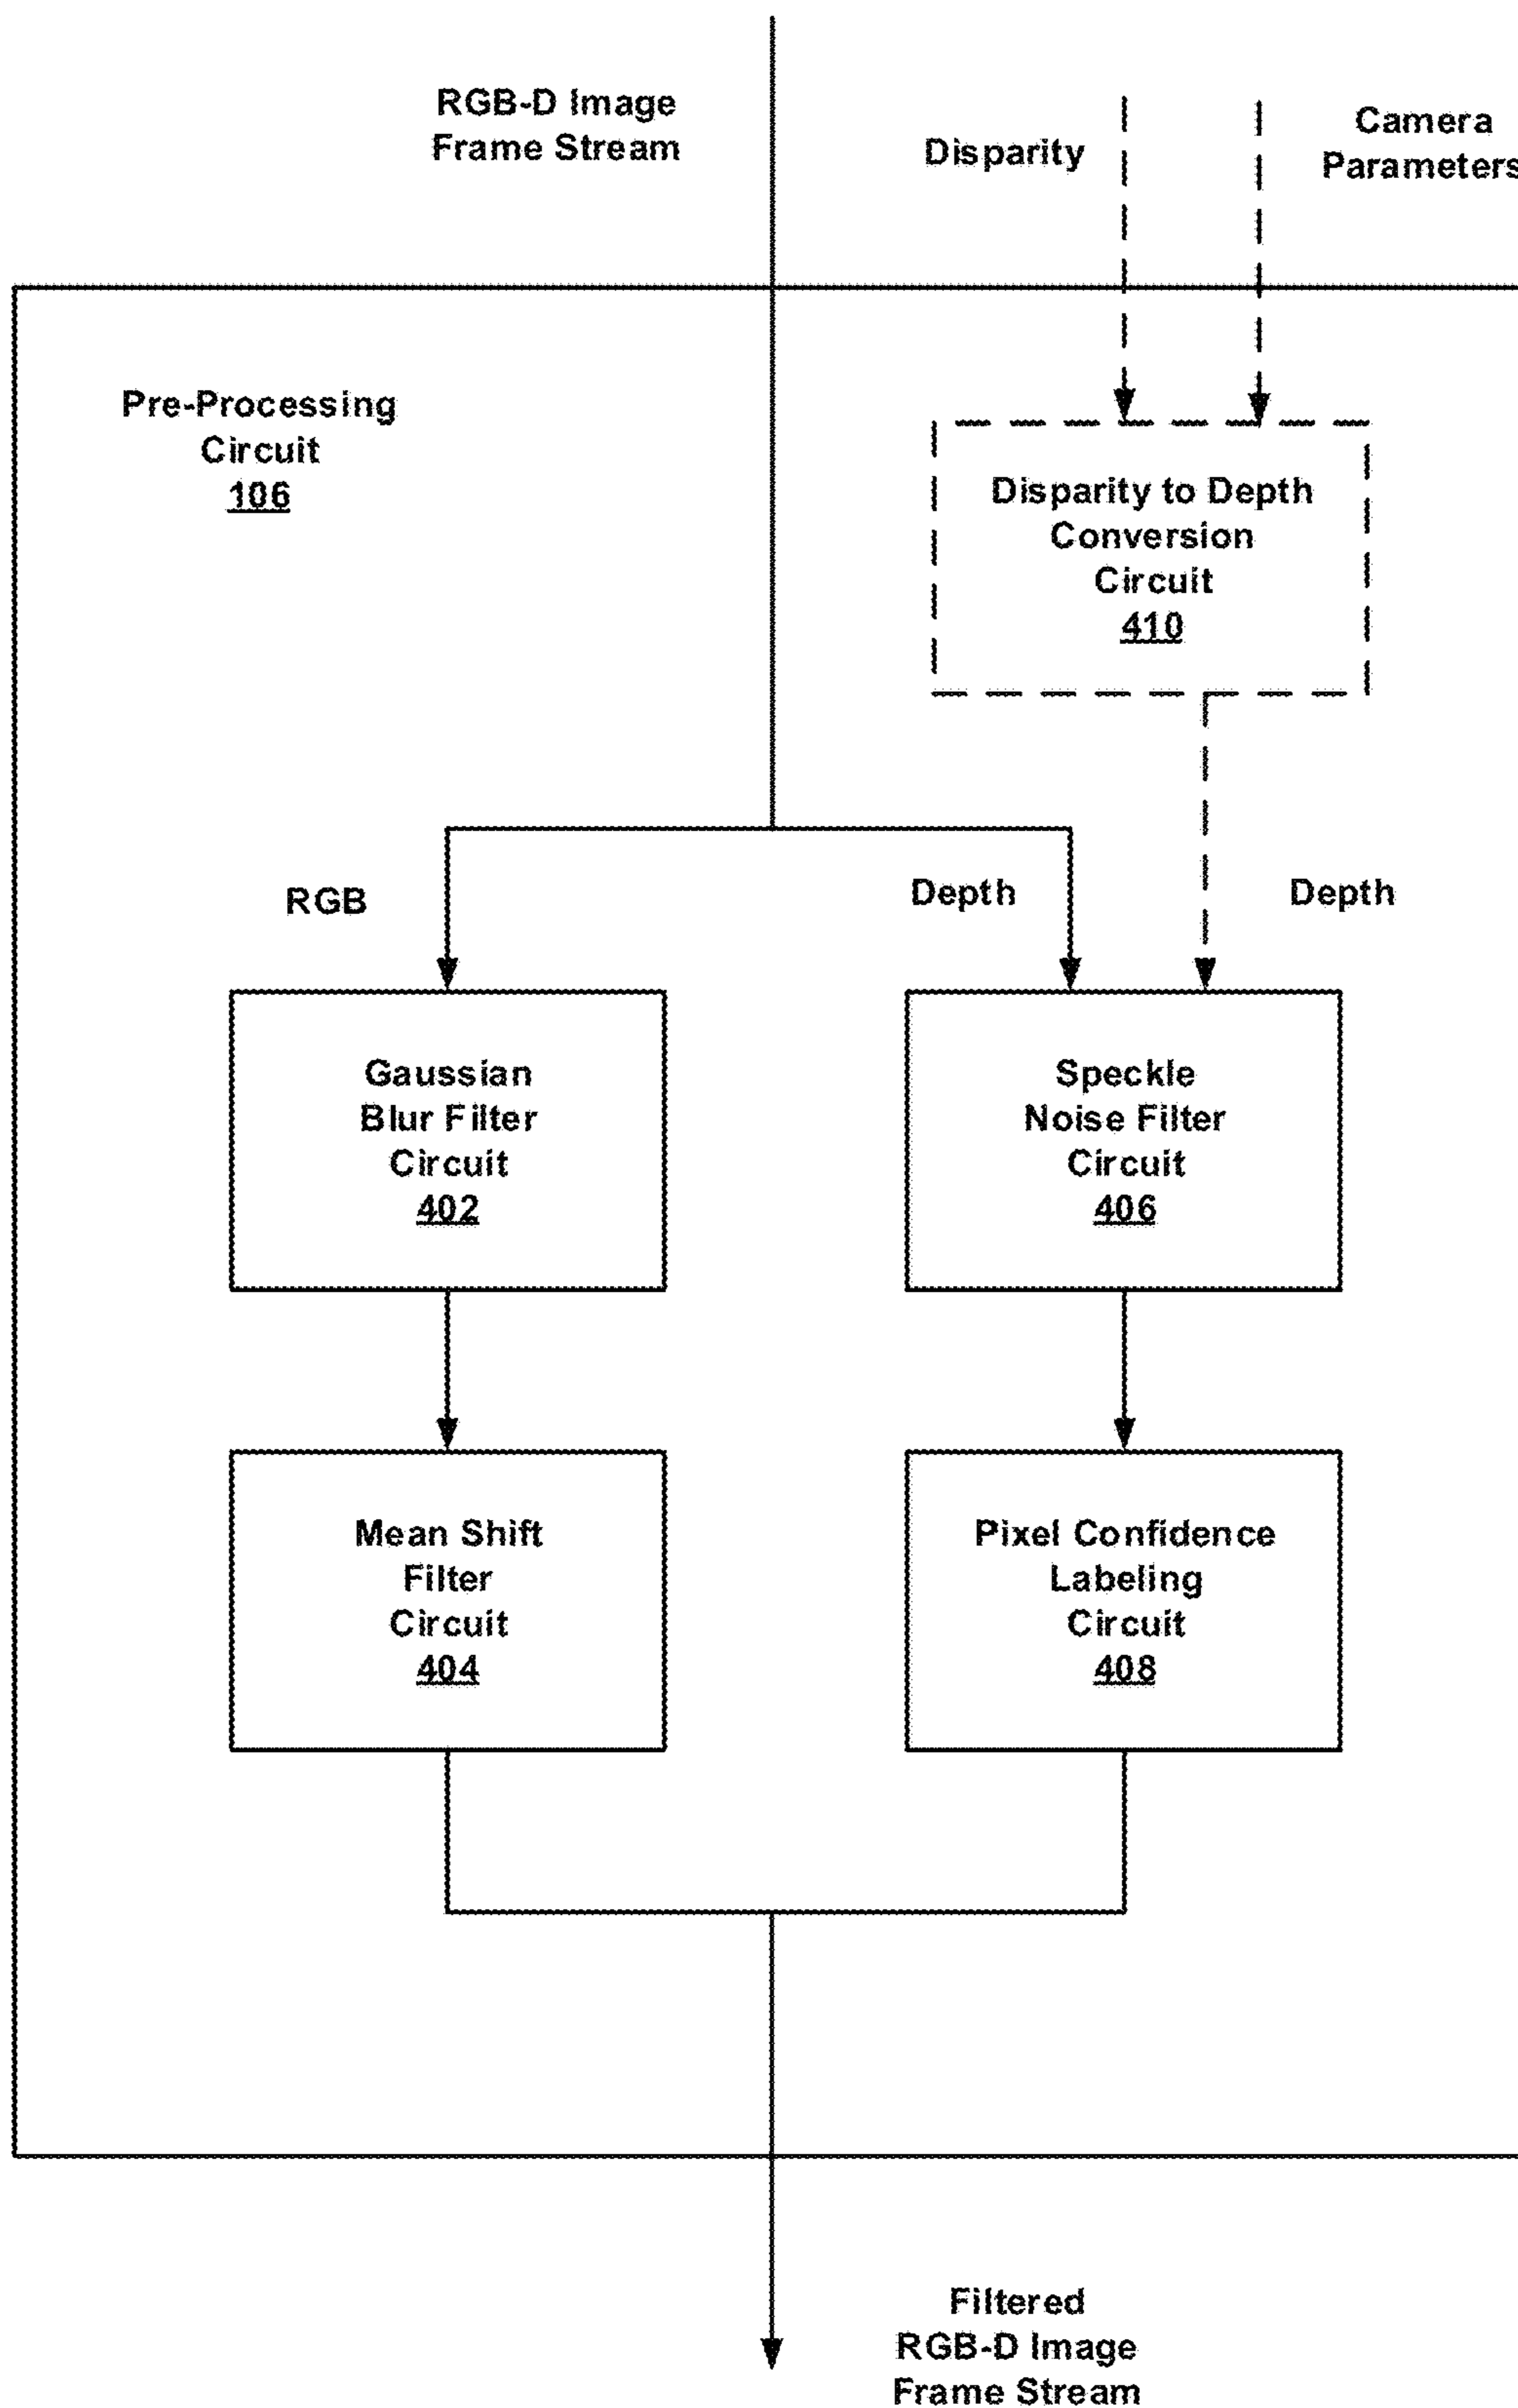 RGB-D Image
Frame Stream
Disparity
Camera
Parameters
Pre-Processing
Circuit
106
Disparity to Depth
Conversion
Circuit
410
RGB
Depth
Depth
Gaussian
Blur Filter
Circuit
402
Speckle
Noise Filter
Circuit
406
Mean Shift
Filter
Circuit
404
Pixel Confidence
Labeling
Circuit
408
Filtered
RGB-D Image
Frame Stream